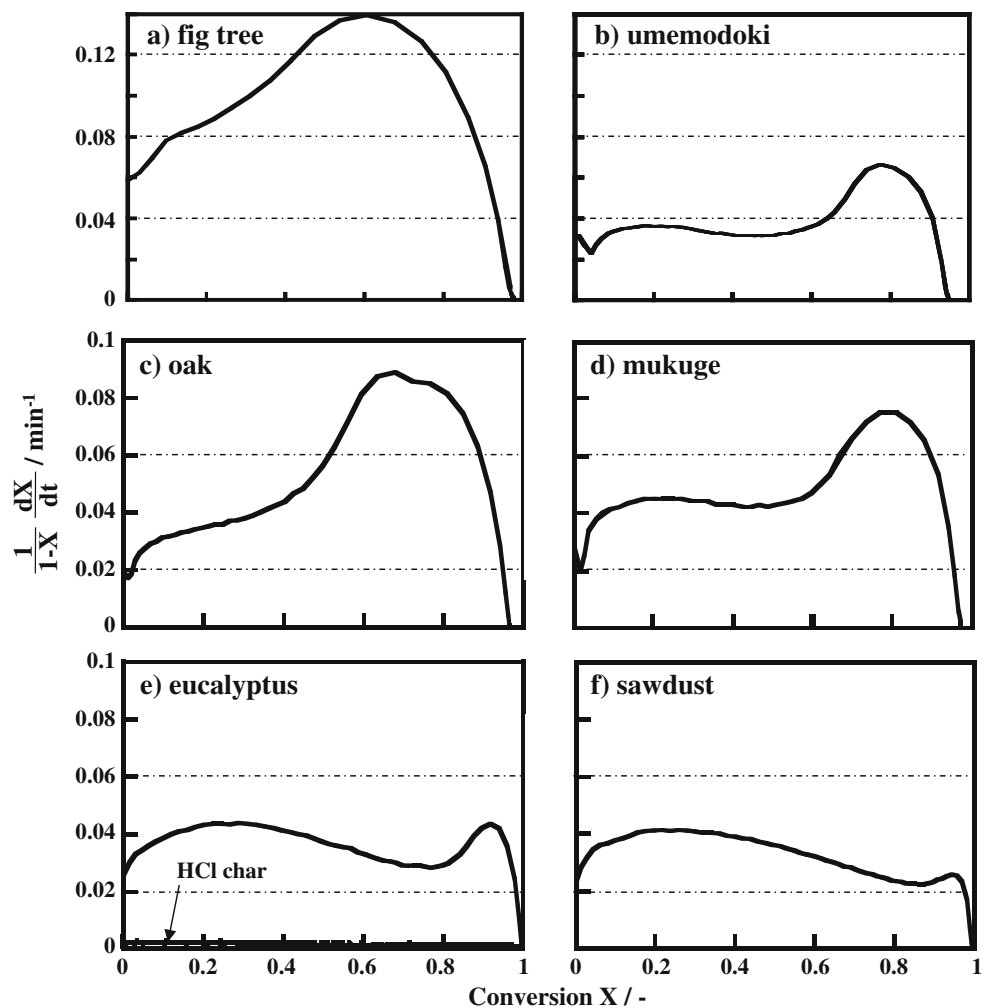 a) fig tree
b) umemodoki
0.12
0.08
0.04
0
0.1
c) oak
d) mukuge
0.08
0.06
0.04
0.02
0
1/(1-X) dX/dt / min⁻¹
0.1
e) eucalyptus
f) sawdust
0.08
0.06
0.04
HCl char
0.02
0
0 0.2 0.4 0.6 0.8 1
0 0.2 0.4 0.6 0.8 1
Conversion X / -